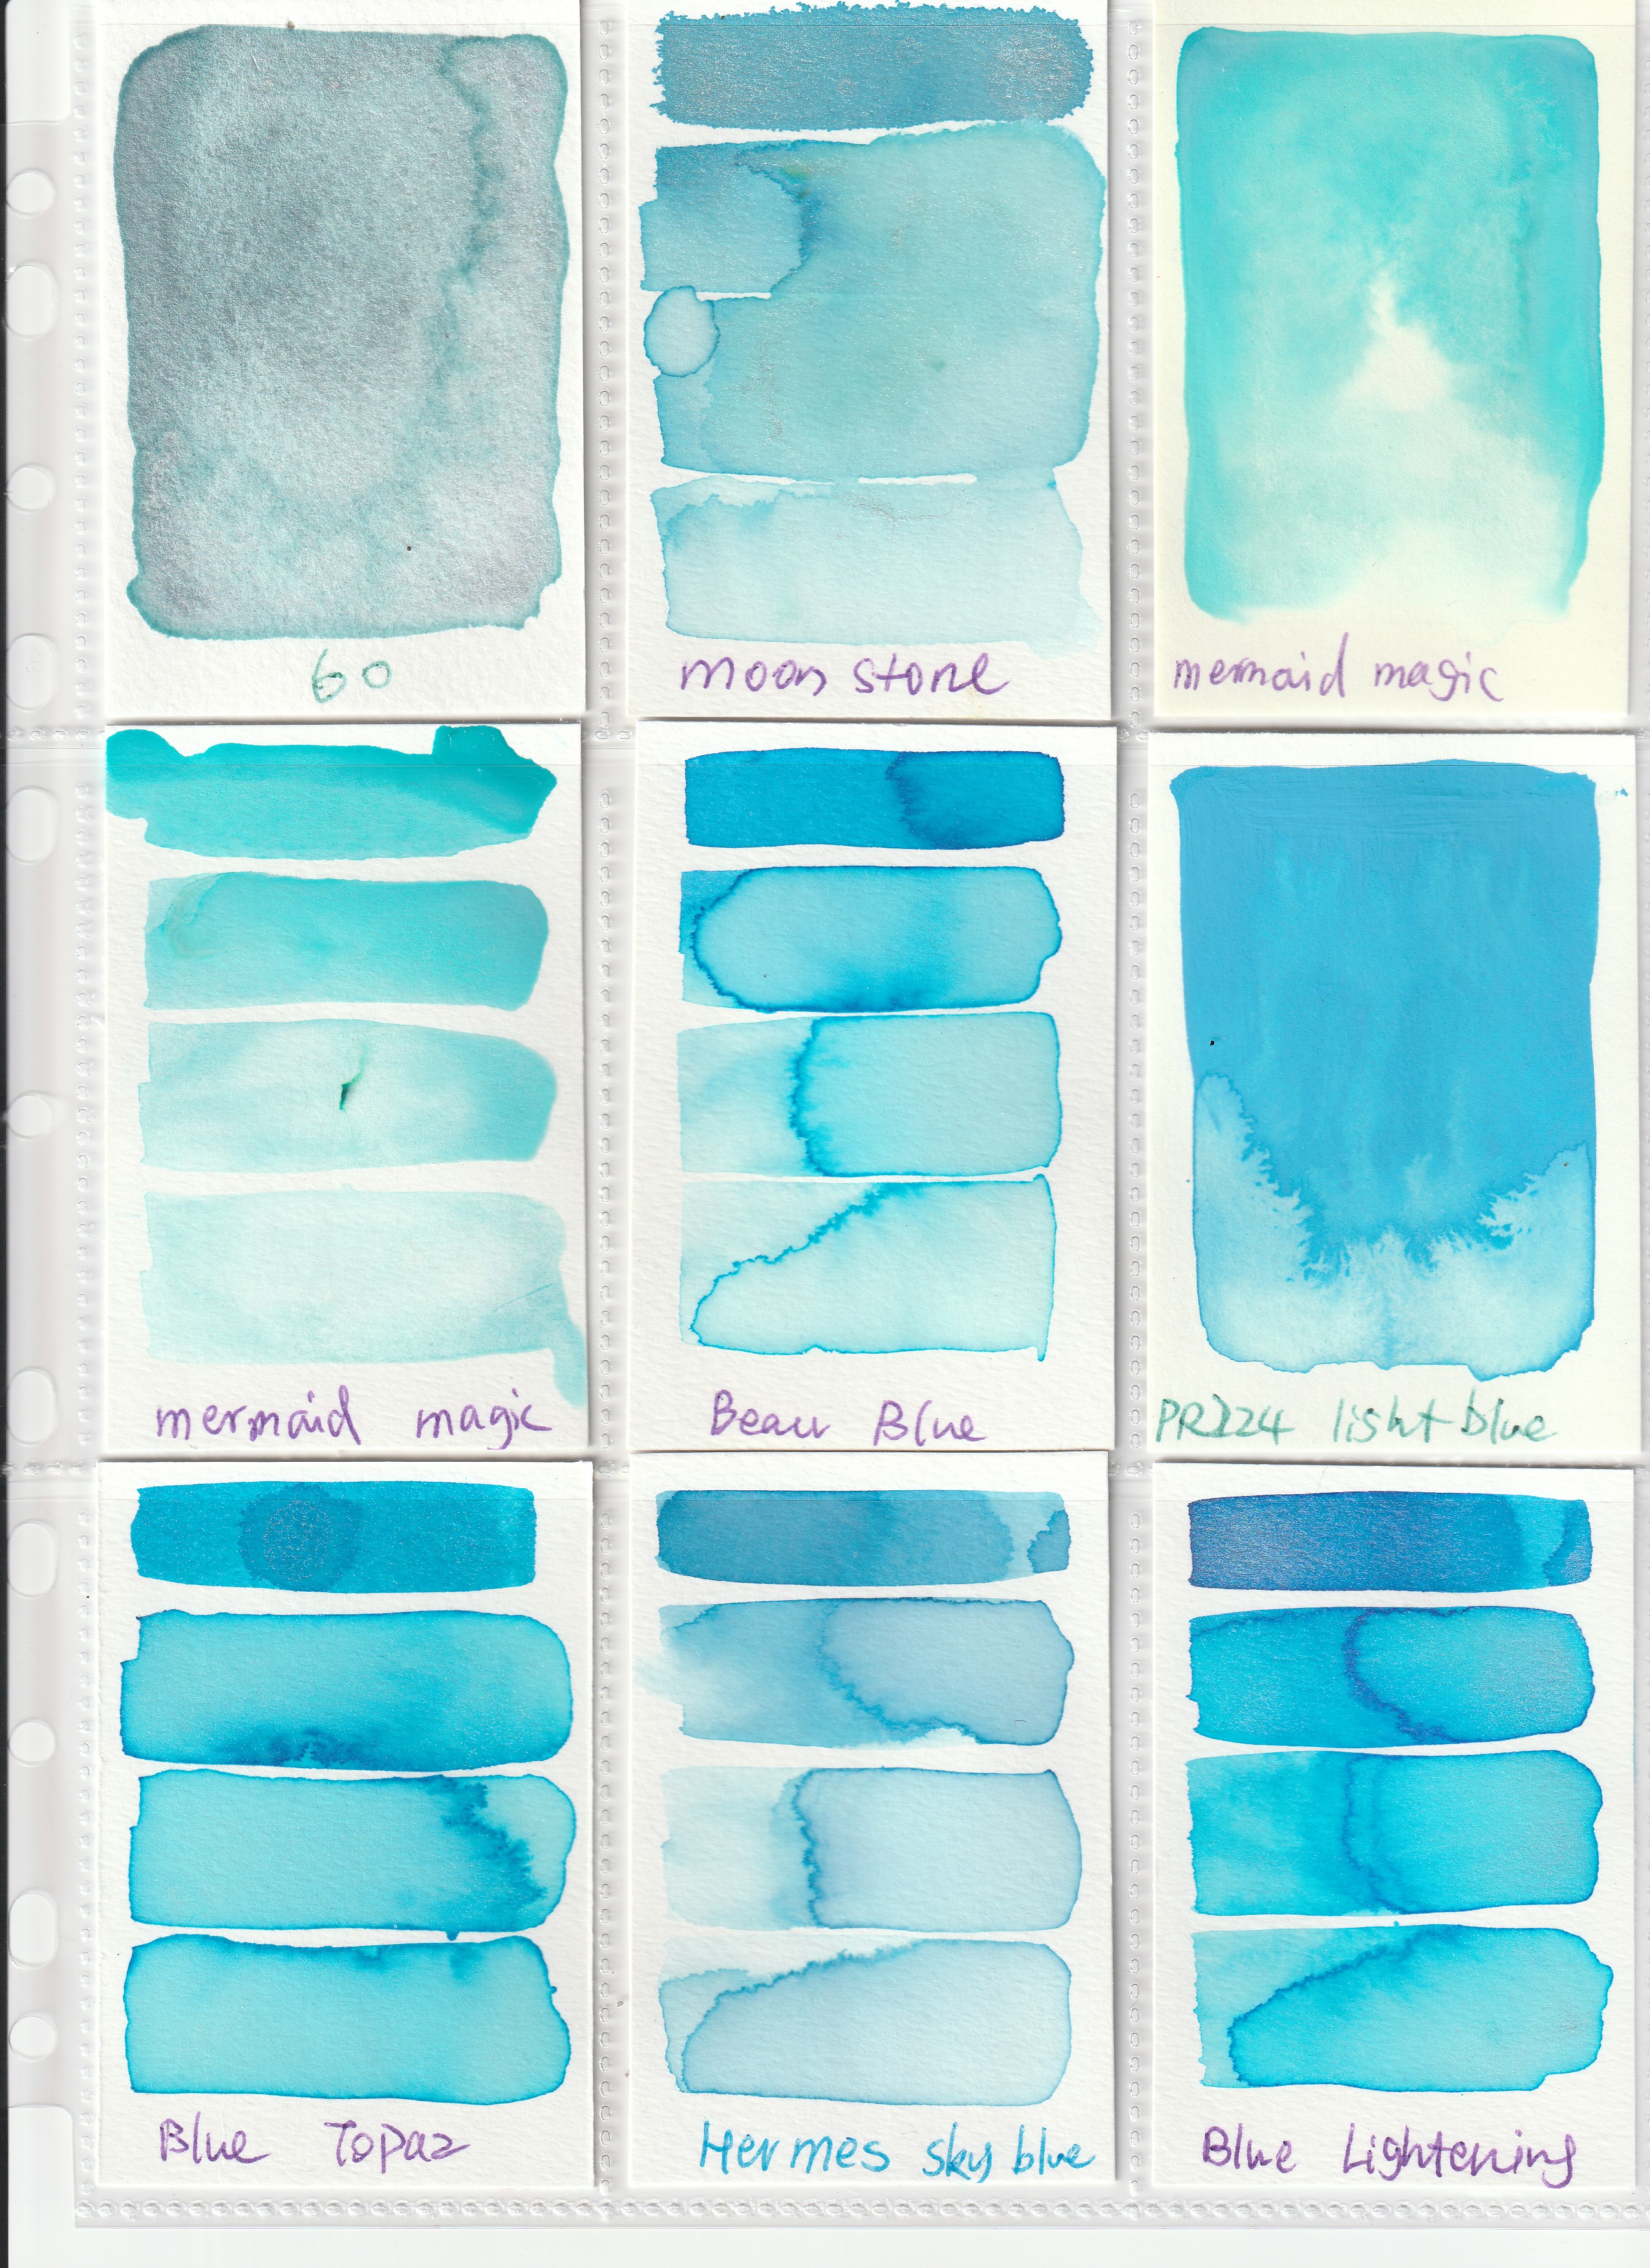 60
moon stone
mermaid magic
mermaid magic
Beau Blue
PR224 light blue
Blue Topaz
Hermes sky blue
Blue Lightening